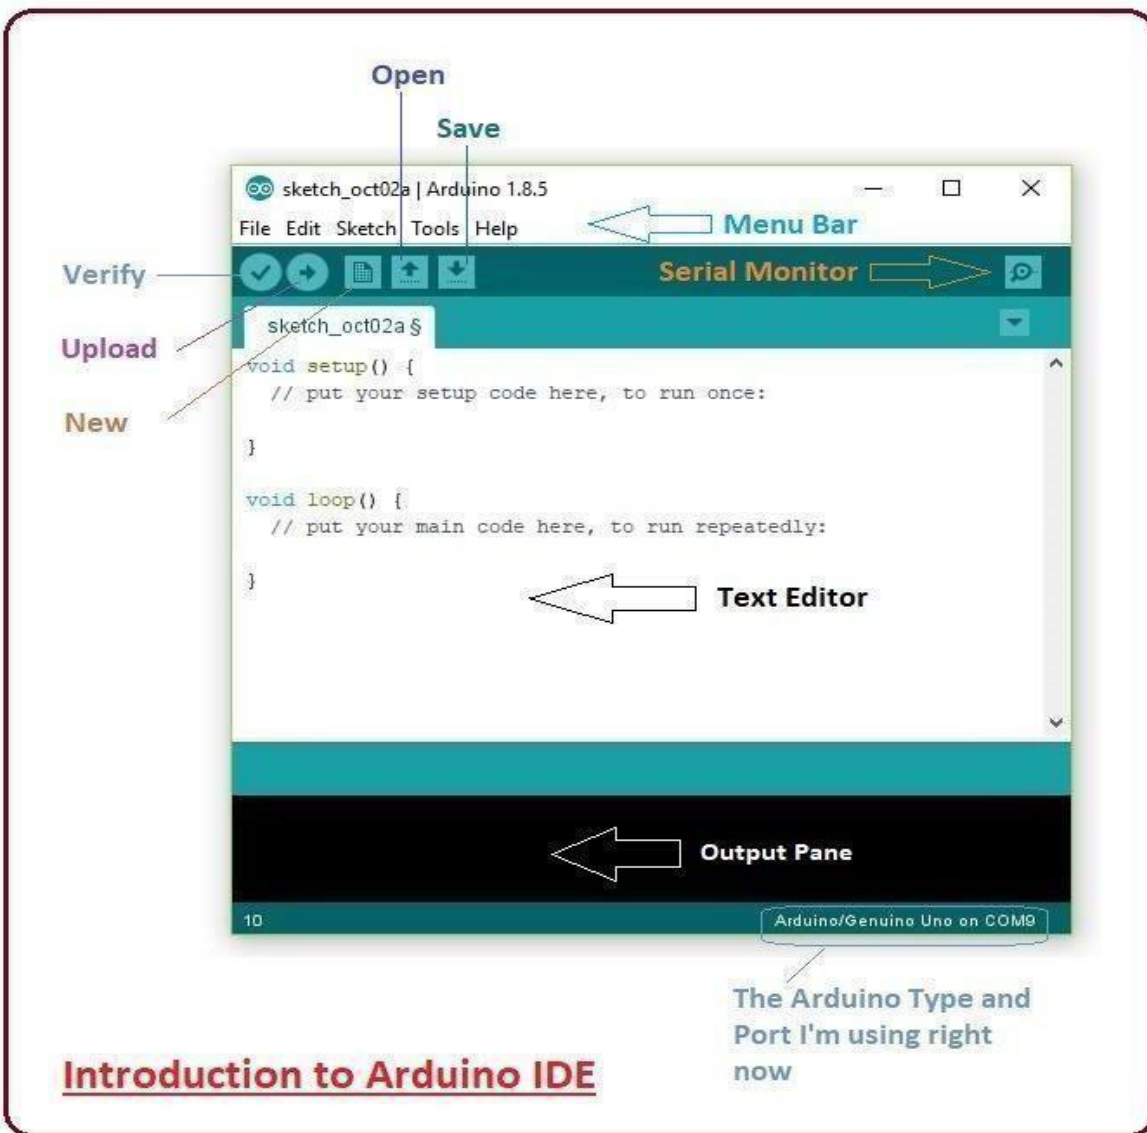 Open
Save
sketch_oct02a | Arduino 1.8.5
File Edit Sketch Tools Help
Menu Bar
Verify
Serial Monitor
sketch_oct02a §
Upload
void setup() {
// put your setup code here, to run once:
New
}
void loop() {
// put your main code here, to run repeatedly:
}
Text Editor
Output Pane
10
Arduino/Genuino Uno on COM9
The Arduino Type and
Port I'm using right
now
Introduction to Arduino IDE